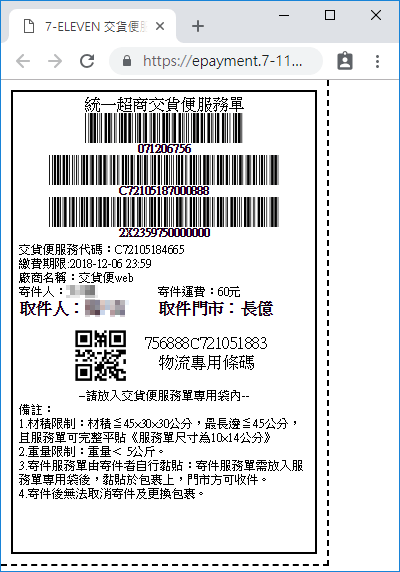 7-ELEVEN 交貨便
https://epayment.7-11...
統一超商交貨便服務單
071206756
C72105187000888
2X2359750000000
交貨便服務代碼：C72105184665
繳費期限:2018-12-06 23:59
廠商名稱：交貨便web
寄件人： 寄件運費：60元
取件人： 取件門市：長億
756888C721051883
物流專用條碼
--請放入交貨便服務單專用袋內--
備註：
1.材積限制：材積≦45×30×30公分，最長邊≦45公分，
且服務單可完整平貼《服務單尺寸為10×14公分》
2.重量限制：重量＜ 5公斤。
3.寄件服務單由寄件者自行黏貼：寄件服務單需放入服
務單專用袋後，黏貼於包裹上，門市方可收件。
4.寄件後無法取消寄件及更換包裹。